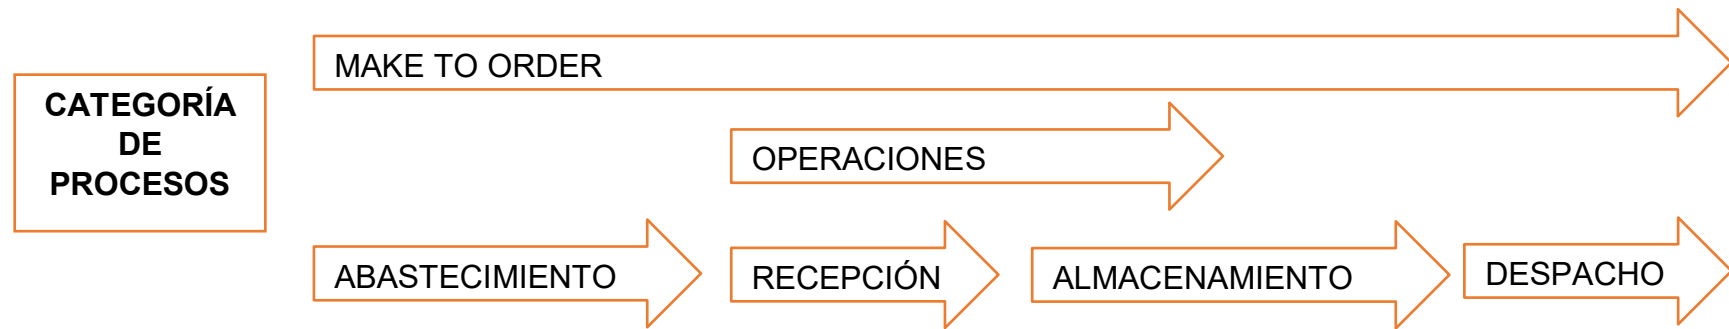 CATEGORÍA
DE
PROCESOS
MAKE TO ORDER
OPERACIONES
ABASTECIMIENTO
RECEPCIÓN
ALMACENAMIENTO
DESPACHO